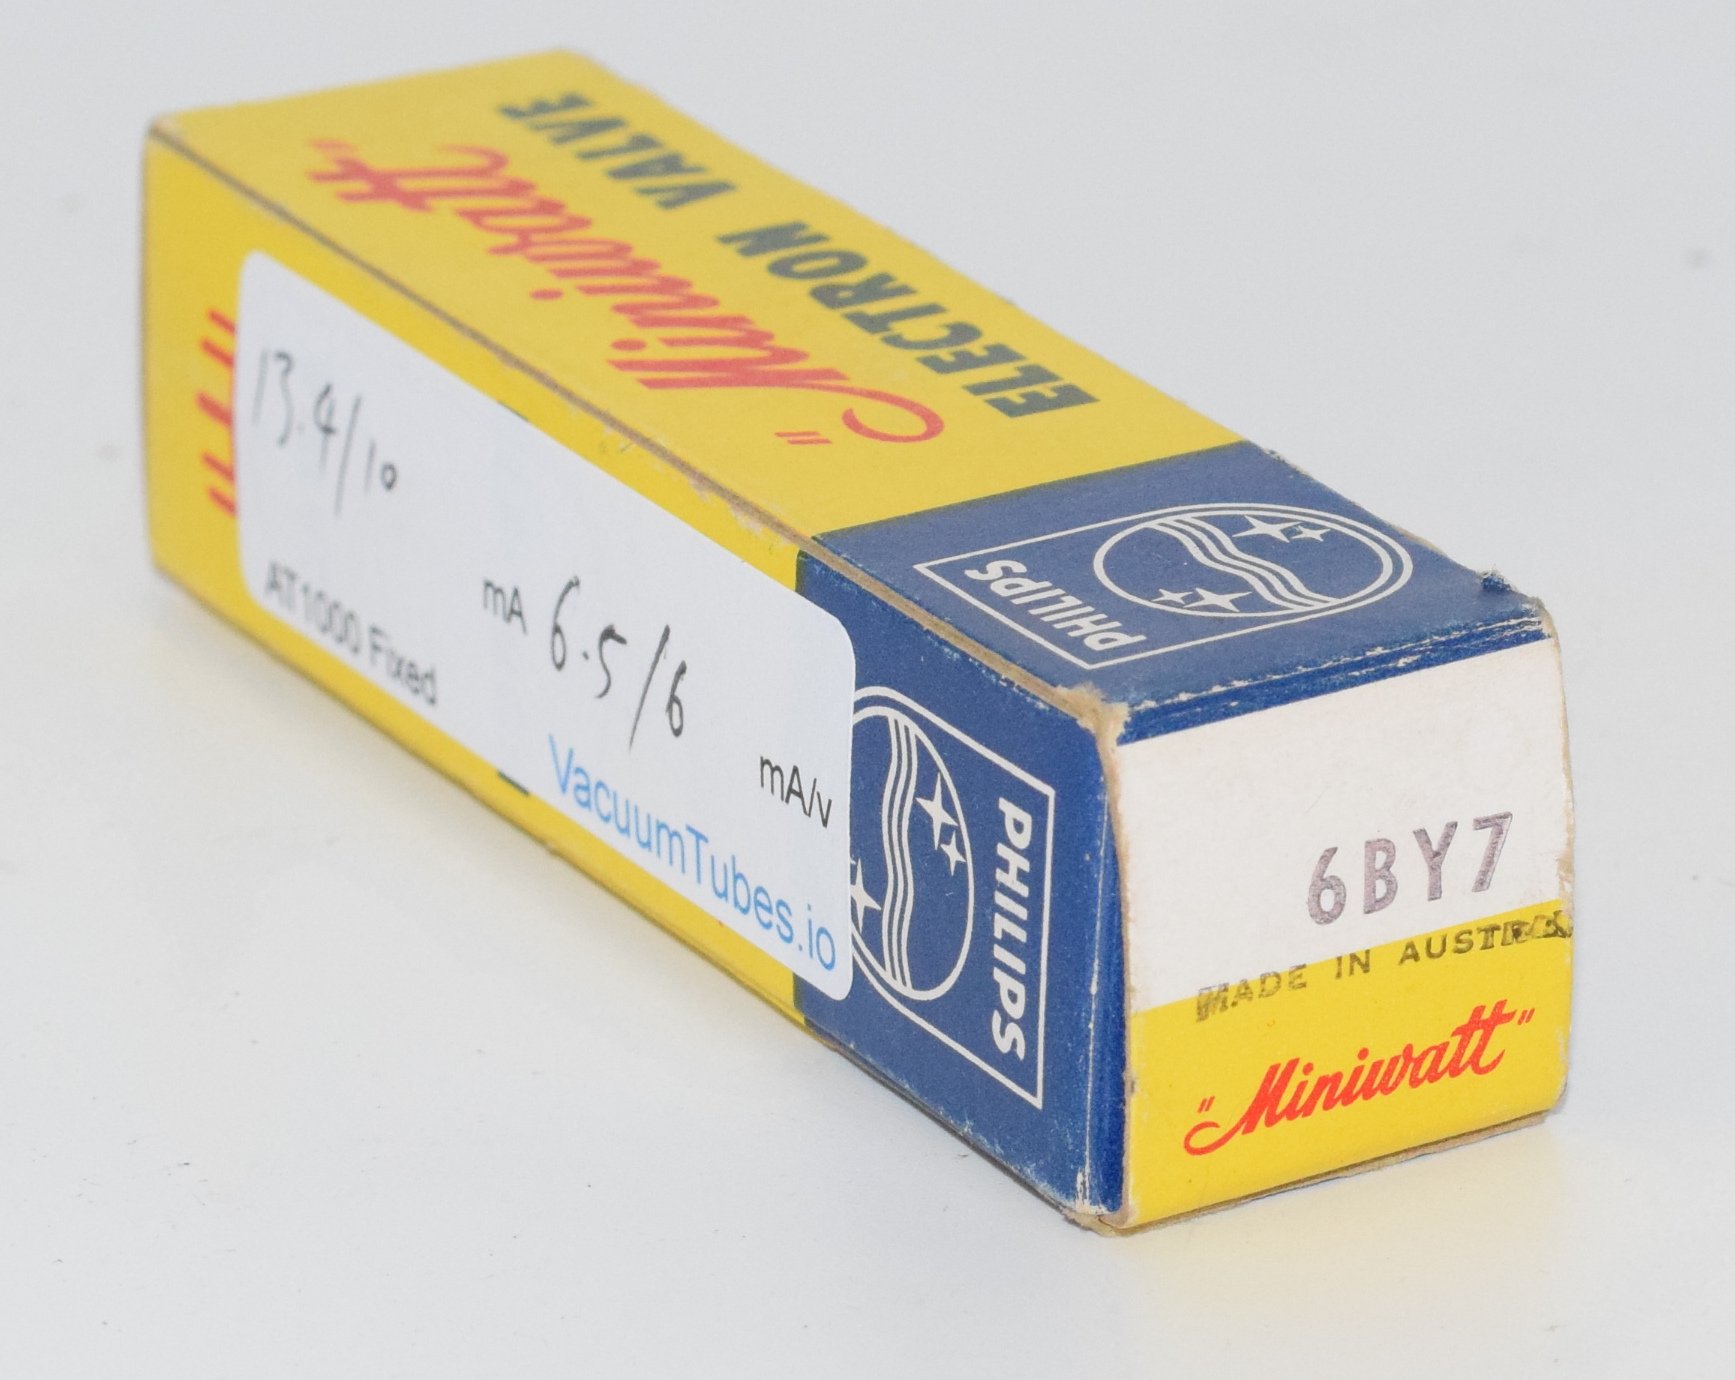 "Miniwatt"
ELECTRON VALVE
PHILIPS
13.4/10 mA 6.5/6 mA/v
AT1000 Fixed
VacuumTubes.io
PHILIPS
6BY7
MADE IN
"Miniwatt"